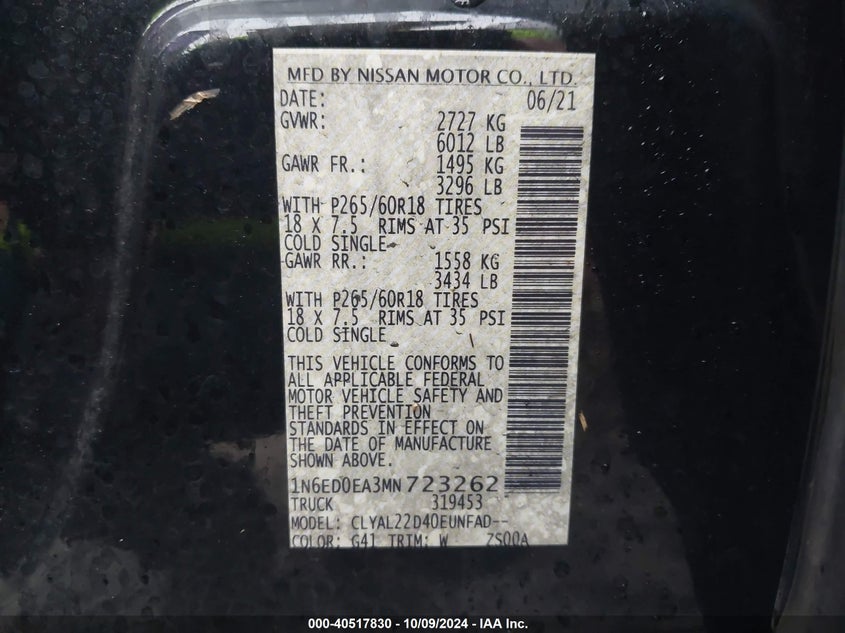 MFD BY NISSAN MOTOR CO., LTD.
DATE: 06/21
GVWR: 2727 KG
6012 LB
GAWR FR.: 1495 KG
3296 LB
WITH P265/60R18 TIRES
18 X 7.5 RIMS AT 35 PSI
COLD SINGLE
GAWR RR.: 1558 KG
3434 LB
WITH P265/60R18 TIRES
18 X 7.5 RIMS AT 35 PSI
COLD SINGLE
THIS VEHICLE CONFORMS TO
ALL APPLICABLE FEDERAL
MOTOR VEHICLE SAFETY AND
THEFT PREVENTION
STANDARDS IN EFFECT ON
THE DATE OF MANUFACTURE
SHOWN ABOVE.
1N6ED0EA3MN723262
TRUCK 319453
MODEL: CLYAL22D40EUNFAD--
COLOR: G41 TRIM: W ZS00A
000-40517830 - 10/09/2024 - IAA Inc.